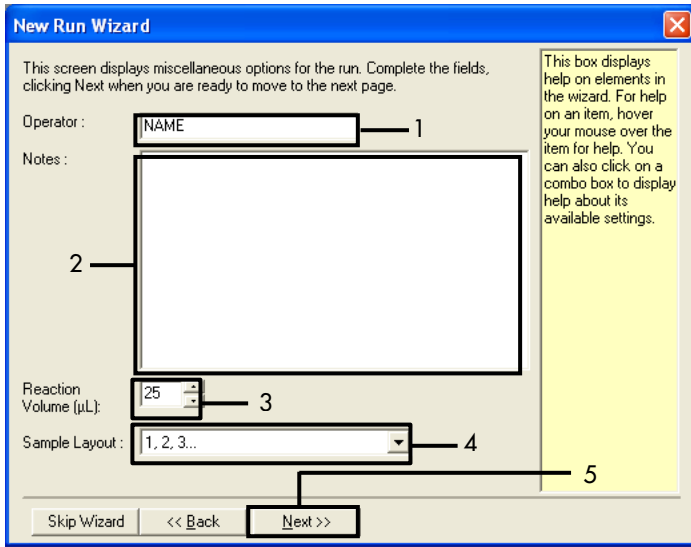 New Run Wizard
This screen displays miscellaneous options for the run. Complete the fields,
clicking Next when you are ready to move to the next page.
Operator :
NAME
1
Notes :
2
Reaction
Volume (µL):
25
3
Sample Layout :
1, 2, 3...
4
5
Skip Wizard
<< Back
Next >>
This box displays
help on elements in
the wizard. For help
on an item, hover
your mouse over the
item for help. You
can also click on a
combo box to display
help about its
available settings.